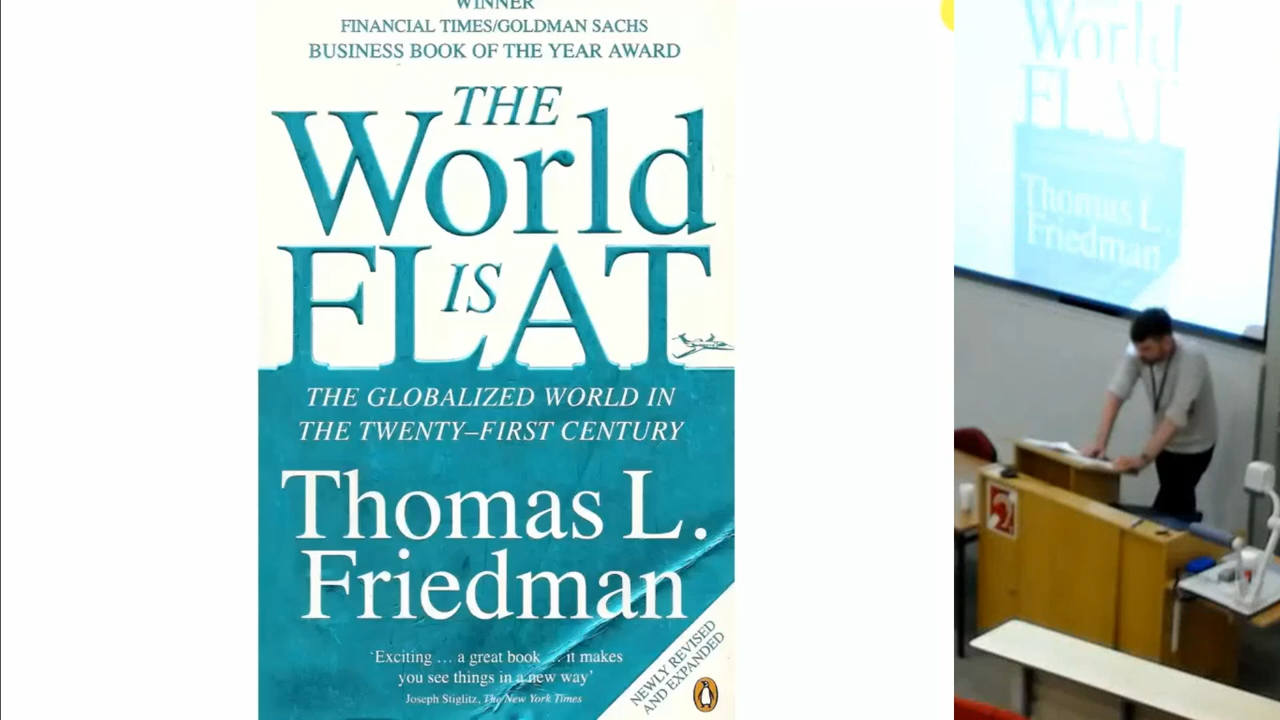 WINNER
FINANCIAL TIMES/GOLDMAN SACHS
BUSINESS BOOK OF THE YEAR AWARD
THE
World
IS
FLAT
THE GLOBALIZED WORLD IN
THE TWENTY–FIRST CENTURY
Thomas L.
Friedman
‘Exciting … a great book … it makes
you see things in a new way’
Joseph Stiglitz, The New York Times
NEWLY REVISED
AND EXPANDED
World
FLAT
Thomas L.
Friedman